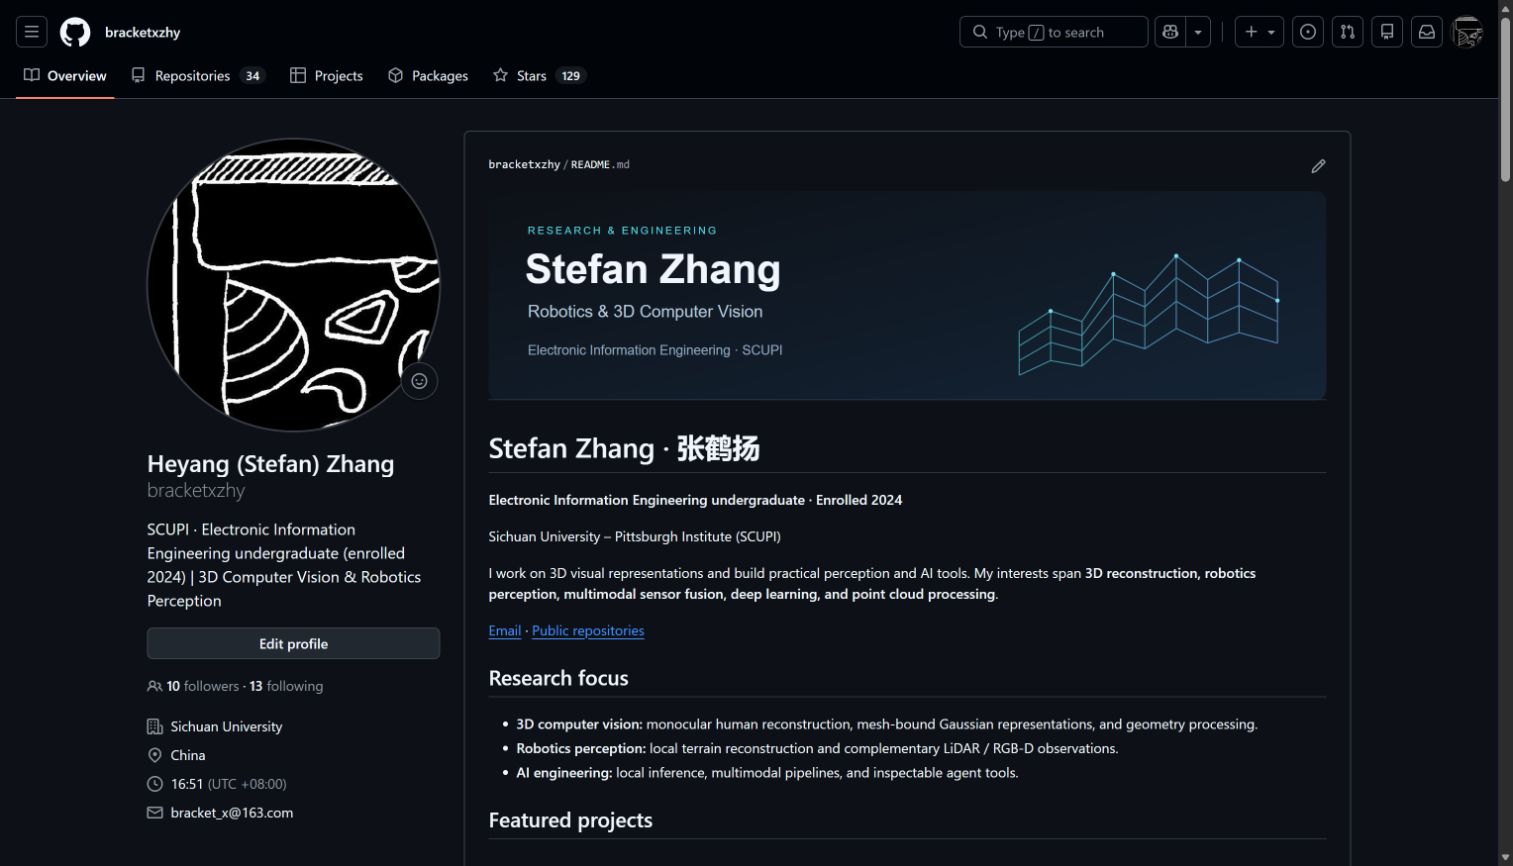 bracketxzhy
Type / to search
Overview
Repositories 34
Projects
Packages
Stars 129
Heyang (Stefan) Zhang
bracketxzhy
SCUPI · Electronic Information
Engineering undergraduate (enrolled
2024) | 3D Computer Vision & Robotics
Perception
Edit profile
10 followers · 13 following
Sichuan University
China
16:51 (UTC +08:00)
bracket_x@163.com
bracketxzhy / README.md
RESEARCH & ENGINEERING
Stefan Zhang
Robotics & 3D Computer Vision
Electronic Information Engineering · SCUPI
Stefan Zhang · 张鹤扬
Electronic Information Engineering undergraduate · Enrolled 2024
Sichuan University – Pittsburgh Institute (SCUPI)
I work on 3D visual representations and build practical perception and AI tools. My interests span 3D reconstruction, robotics
perception, multimodal sensor fusion, deep learning, and point cloud processing.
Email · Public repositories
Research focus
• 3D computer vision: monocular human reconstruction, mesh-bound Gaussian representations, and geometry processing.
• Robotics perception: local terrain reconstruction and complementary LiDAR / RGB-D observations.
• AI engineering: local inference, multimodal pipelines, and inspectable agent tools.
Featured projects